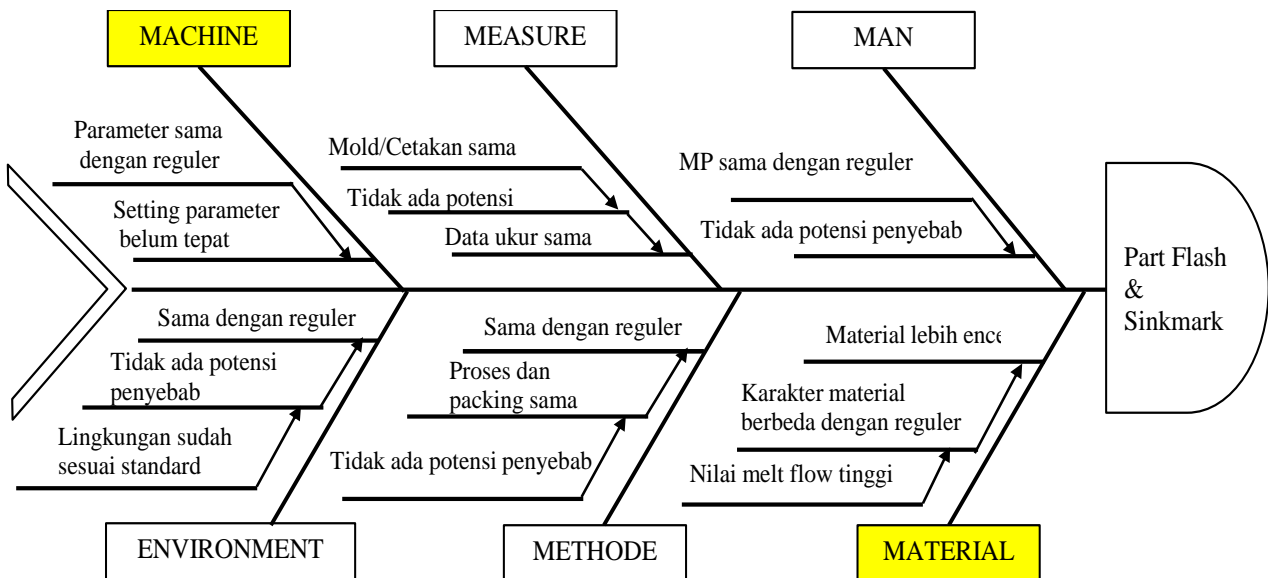 MACHINE
MEASURE
MAN
Parameter sama
dengan reguler
Setting parameter
belum tepat
Mold/Cetakan sama
Tidak ada potensi
Data ukur sama
MP sama dengan reguler
Tidak ada potensi penyebab
Part Flash
&
Sinkmark
Sama dengan reguler
Tidak ada potensi
penyebab
Lingkungan sudah
sesuai standard
Sama dengan reguler
Proses dan
packing sama
Tidak ada potensi penyebab
Material lebih ence
Karakter material
berbeda dengan reguler
Nilai melt flow tinggi
ENVIRONMENT
METHODE
MATERIAL